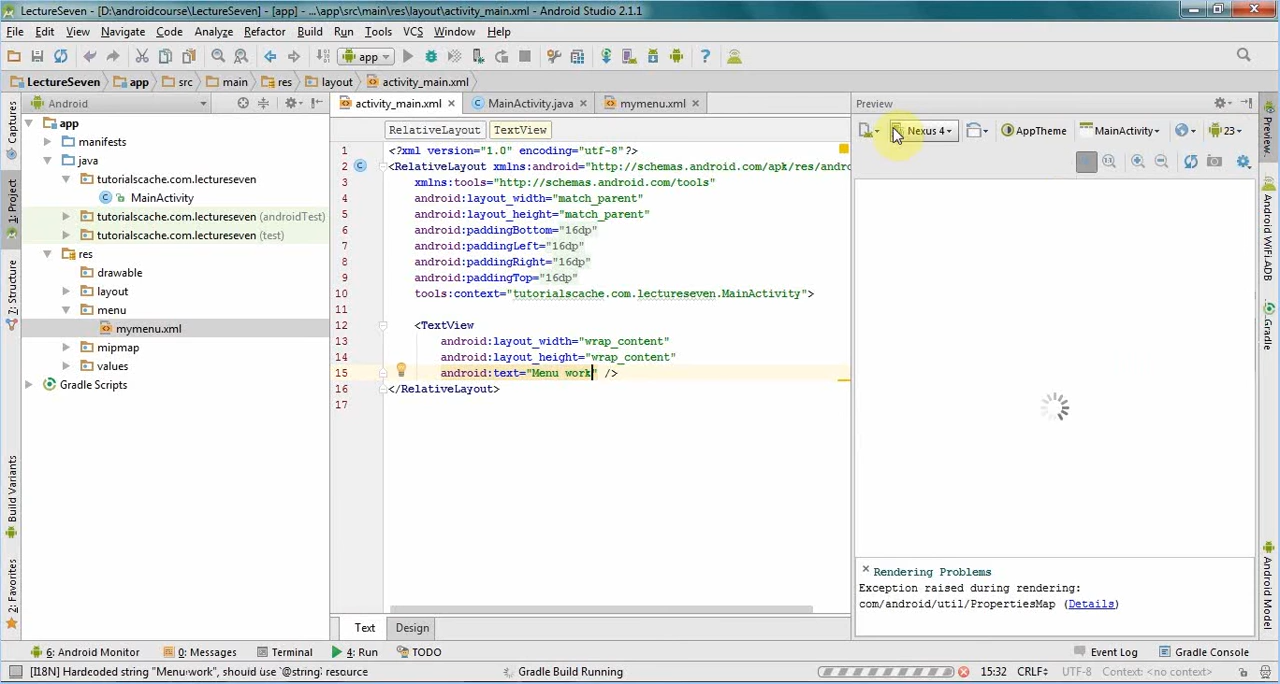 LectureSeven - [D:\androidcourse\LectureSeven] - [app] - ...\app\src\main\res\layout\activity_main.xml - Android Studio 2.1.1
File Edit View Navigate Code Analyze Refactor Build Run Tools VCS Window Help
app
LectureSeven app src main res layout activity_main.xml
Android
activity_main.xml MainActivity.java mymenu.xml
Preview
RelativeLayout TextView
Nexus 4 AppTheme MainActivity 23
app
manifests
java
tutorialscache.com.lectureseven
MainActivity
tutorialscache.com.lectureseven (androidTest)
tutorialscache.com.lectureseven (test)
res
drawable
layout
menu
mymenu.xml
mipmap
values
Gradle Scripts
1 <?xml version="1.0" encoding="utf-8"?>
2 <RelativeLayout xmlns:android="http://schemas.android.com/apk/res/andro
3 xmlns:tools="http://schemas.android.com/tools"
4 android:layout_width="match_parent"
5 android:layout_height="match_parent"
6 android:paddingBottom="16dp"
7 android:paddingLeft="16dp"
8 android:paddingRight="16dp"
9 android:paddingTop="16dp"
10 tools:context="tutorialscache.com.lectureseven.MainActivity">
11
12 <TextView
13 android:layout_width="wrap_content"
14 android:layout_height="wrap_content"
15 android:text="Menu work" />
16 </RelativeLayout>
17
Rendering Problems
Exception raised during rendering:
com/android/util/PropertiesMap (Details)
Text Design
Captures
1: Project
7: Structure
Build Variants
2: Favorites
Preview
Android WiFi ADB
Gradle
Android Model
6: Android Monitor 0: Messages Terminal 4: Run TODO Event Log Gradle Console
[I18N] Hardcoded string "Menu work", should use `@string` resource Gradle Build Running 15:32 CRLF UTF-8 Context: <no context>